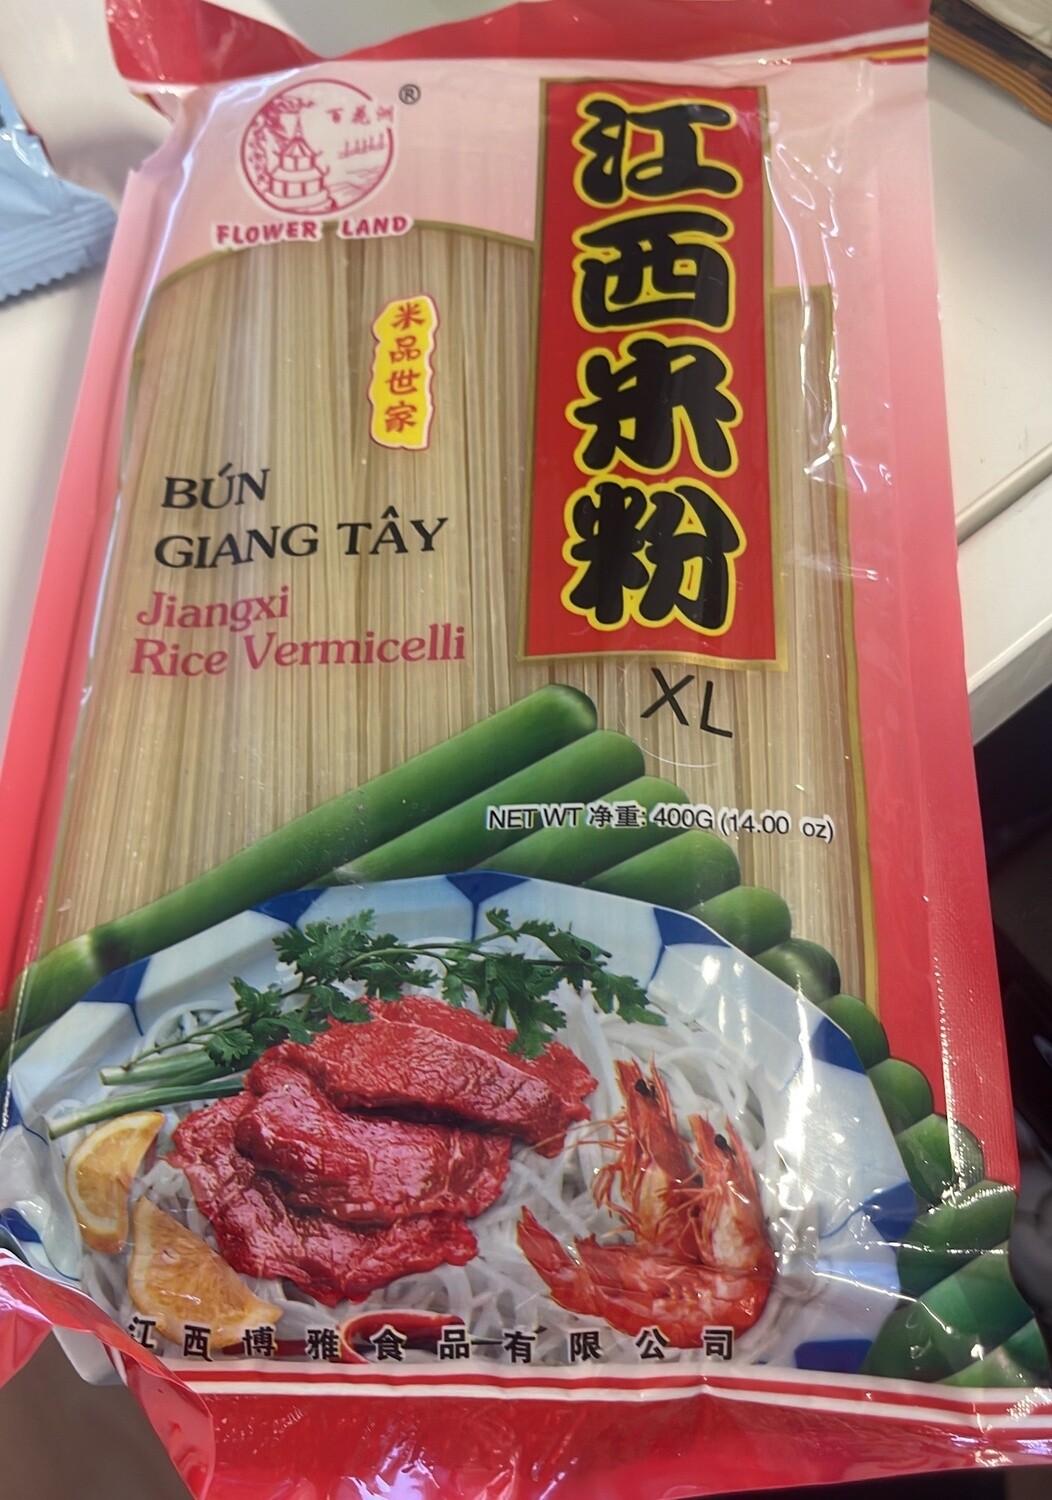 百花洲
®
FLOWER LAND
江西米粉
米品世家
BÚN
GIANG TÂY
Jiangxi
Rice Vermicelli
XL
NET WT 净重: 400G (14.00 oz)
江西博雅食品有限公司